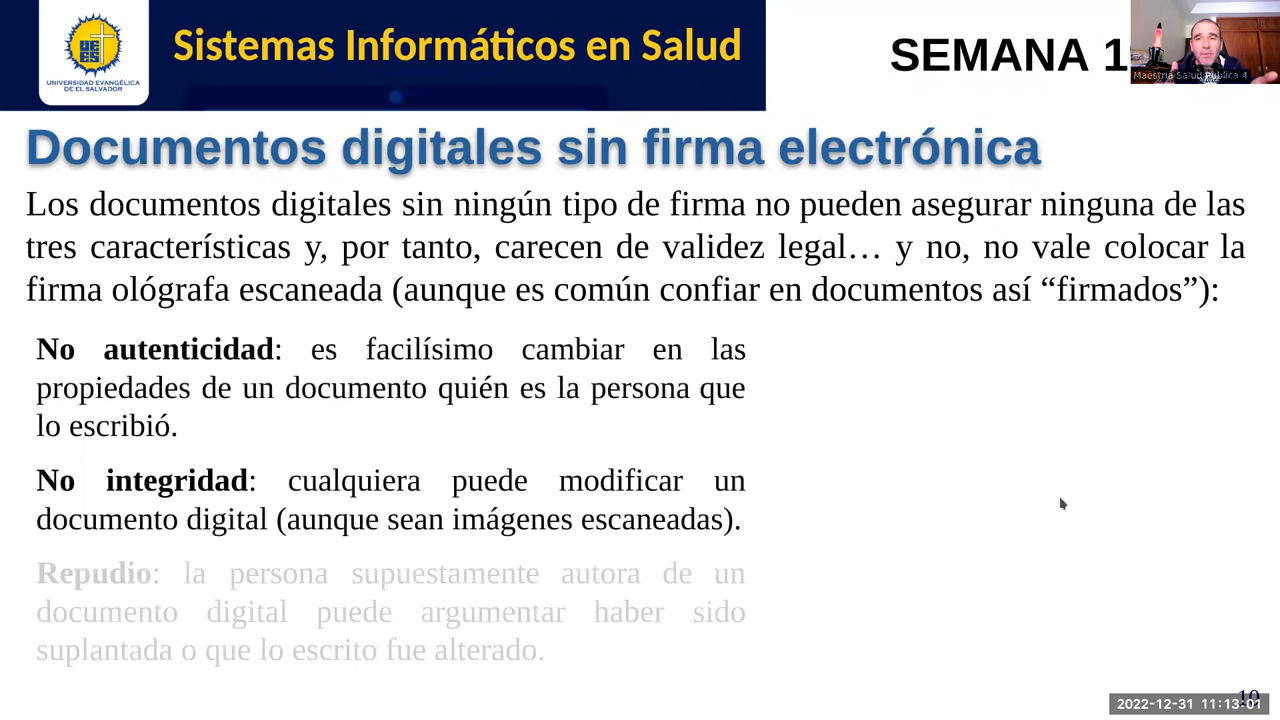 Sistemas Informáticos en Salud
UNIVERSIDAD EVANGÉLICA
DE EL SALVADOR
SEMANA 1
Maestría Salud Pública 4
Documentos digitales sin firma electrónica
Los documentos digitales sin ningún tipo de firma no pueden asegurar ninguna de las
tres características y, por tanto, carecen de validez legal… y no, no vale colocar la
firma ológrafa escaneada (aunque es común confiar en documentos así “firmados”):
No autenticidad: es facilísimo cambiar en las
propiedades de un documento quién es la persona que
lo escribió.
No integridad: cualquiera puede modificar un
documento digital (aunque sean imágenes escaneadas).
Repudio: la persona supuestamente autora de un
documento digital puede argumentar haber sido
suplantada o que lo escrito fue alterado.
10
2022-12-31 11:13:01